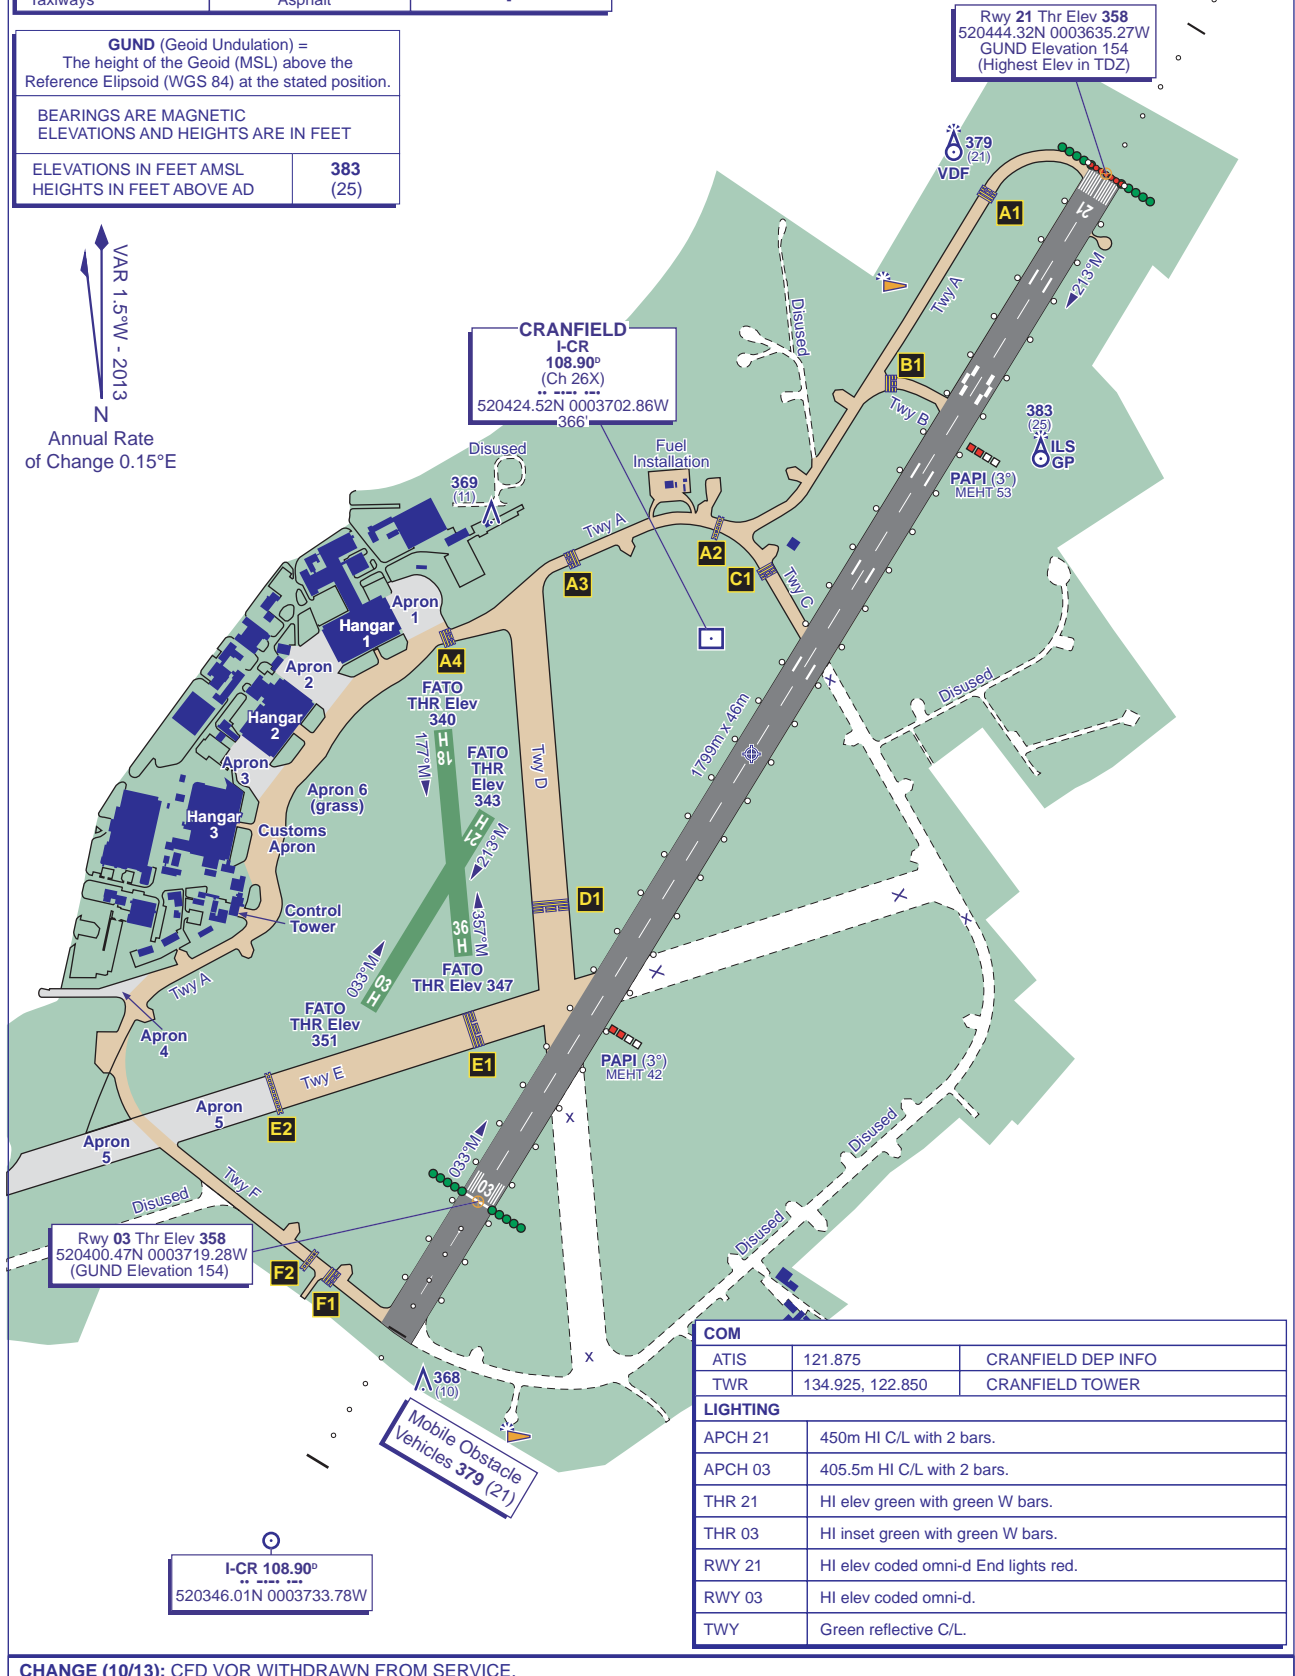 Taxiways Asphalt -
GUND (Geoid Undulation) =
The height of the Geoid (MSL) above the
Reference Elipsoid (WGS 84) at the stated position.
BEARINGS ARE MAGNETIC
ELEVATIONS AND HEIGHTS ARE IN FEET
ELEVATIONS IN FEET AMSL 383
HEIGHTS IN FEET ABOVE AD (25)
Rwy 21 Thr Elev 358
520444.32N 0003635.27W
GUND Elevation 154
(Highest Elev in TDZ)
VAR 1.5°W - 2013
N
Annual Rate
of Change 0.15°E
379
(21)
VDF
A1
21
213°M
Twy A
Disused
CRANFIELD
I-CR
108.90ᴰ
(Ch 26X)
520424.52N 0003702.86W
366'
B1
Twy B
383
(25)
ILS
GP
PAPI (3°)
MEHT 53
Disused
369
(11)
Fuel
Installation
Twy A
A2
A3
C1
Twy C
Apron
1
Hangar
1
A4
Apron
2
Hangar
2
Apron
3
Hangar
3
Apron 6
(grass)
Customs
Apron
Control
Tower
FATO
THR Elev
340
H
18
177°M
FATO
THR
Elev
343
H
21
213°M
Twy D
1799m x 46m
Disused
D1
36
H
357°M
FATO
THR Elev 347
033°M
03
H
FATO
THR Elev
351
Twy A
Apron
4
E1
Twy E
E2
Apron
5
Apron
5
PAPI (3°)
MEHT 42
033°M
03
Disused
Twy F
Disused
Disused
Rwy 03 Thr Elev 358
520400.47N 0003719.28W
(GUND Elevation 154)
F2
F1
368
(10)
Mobile Obstacle
Vehicles 379 (21)
I-CR 108.90ᴰ
520346.01N 0003733.78W
COM
ATIS 121.875 CRANFIELD DEP INFO
TWR 134.925, 122.850 CRANFIELD TOWER
LIGHTING
APCH 21 450m HI C/L with 2 bars.
APCH 03 405.5m HI C/L with 2 bars.
THR 21 HI elev green with green W bars.
THR 03 HI inset green with green W bars.
RWY 21 HI elev coded omni-d End lights red.
RWY 03 HI elev coded omni-d.
TWY Green reflective C/L.
CHANGE (10/13): CFD VOR WITHDRAWN FROM SERVICE.